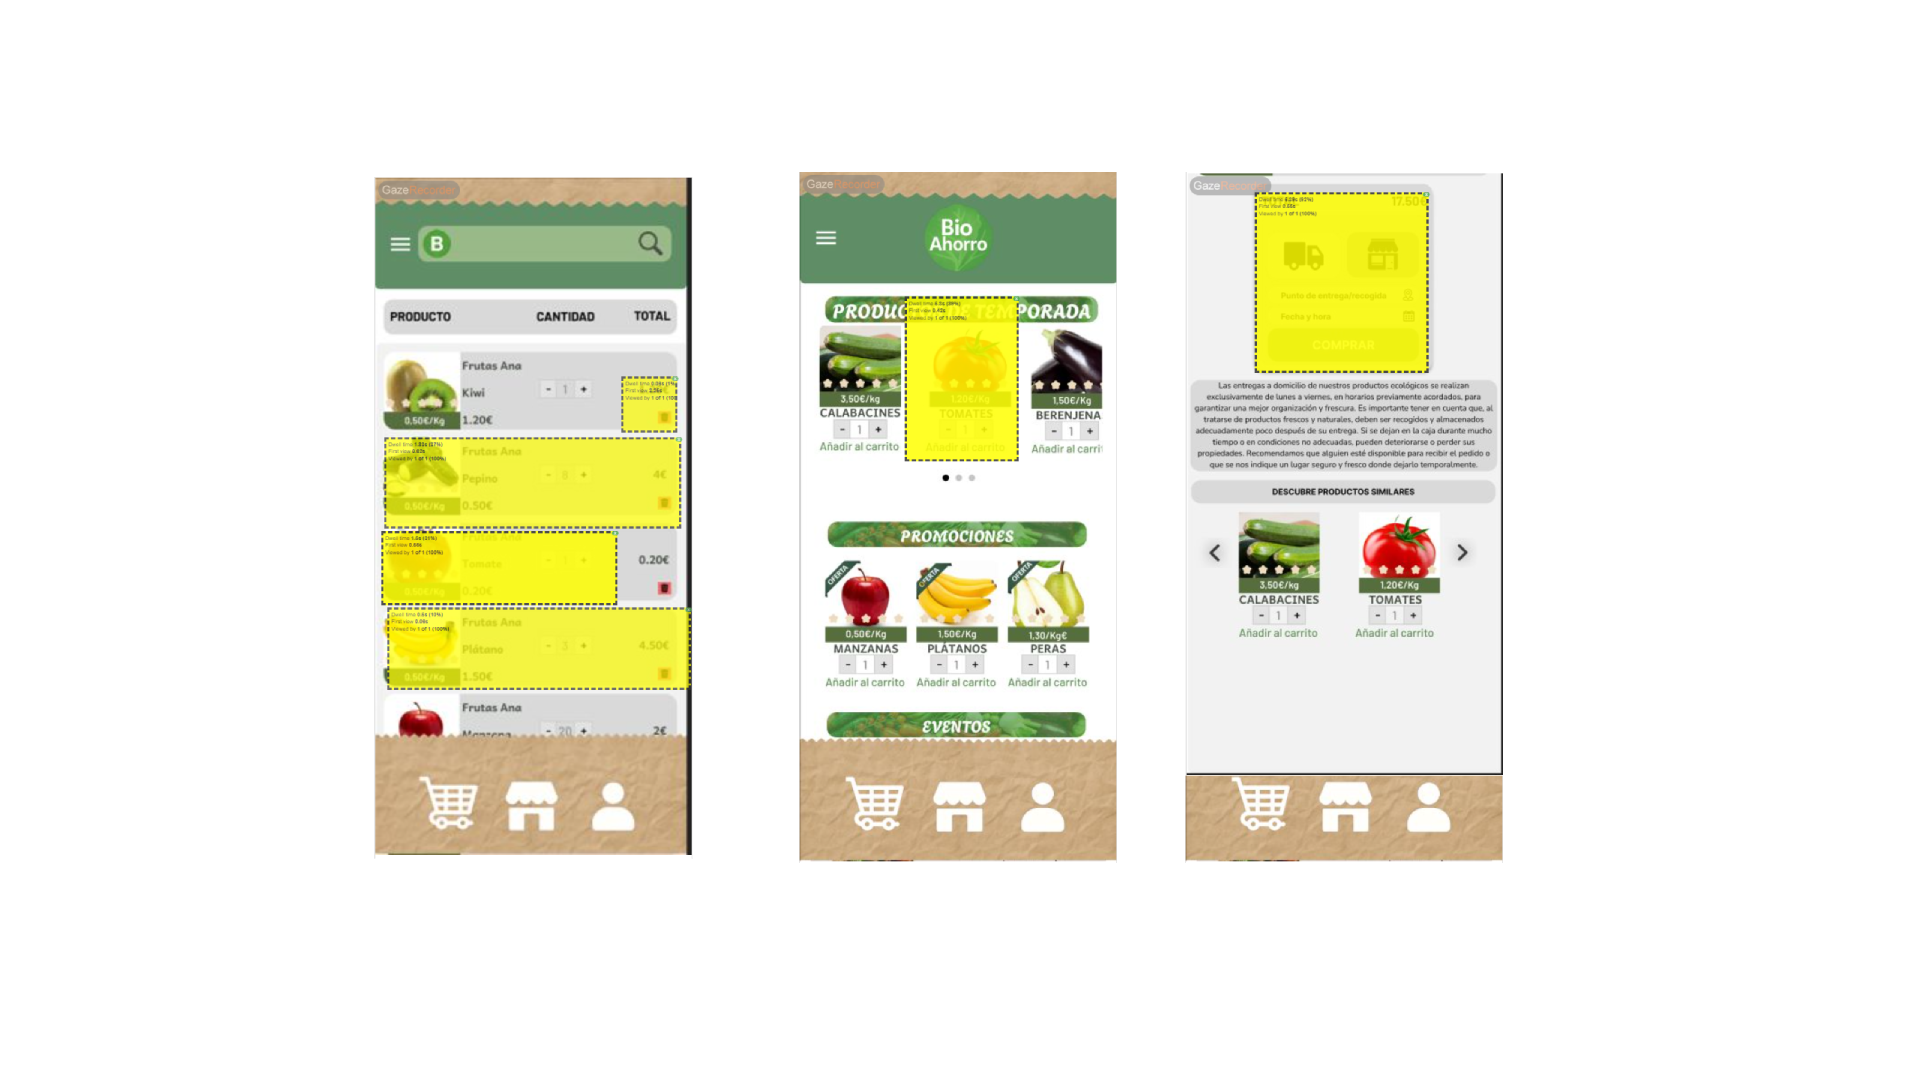 GazeRecorder
B
PRODUCTO CANTIDAD TOTAL
Frutas Ana
Kiwi
- 1 +
0,50€/Kg
1.20€
Frutas Ana
Pepino
- 8 +
4€
0,50€/Kg
0.50€
Frutas Ana
Tomate
- 1 +
0.20€
0,50€/Kg
0.20€
Frutas Ana
Plátano
- 3 +
4.50€
0,50€/Kg
1.50€
Frutas Ana
Manzana
- 20 +
2€
GazeRecorder
Bio
Ahorro
3,50€/kg
1,20€/kg
1,50€/kg
CALABACINES
TOMATES
BERENJENA
- 1 +
- 1 +
- 1 +
Añadir al carrito
Añadir al carri
PROMOCIONES
OFERTA
OFERTA
OFERTA
0,50€/Kg
1,50€/Kg
1,30/Kg€
MANZANAS
PLÁTANOS
PERAS
- 1 +
- 1 +
- 1 +
Añadir al carrito
Añadir al carrito
Añadir al carrito
EVENTOS
GazeRecorder
17.50
Punto de entrega/recogida
Fecha y hora
COMPRAR
Las entregas a domicilio de nuestros productos ecológicos se realizan
exclusivamente de lunes a viernes, en horarios previamente acordados, para
garantizar una mejor organización y frescura. Es importante tener en cuenta que, al
tratarse de productos frescos y naturales, deben ser recogidos y almacenados
adecuadamente poco después de su entrega. Si se dejan en la caja durante mucho
tiempo o en condiciones no adecuadas, pueden deteriorarse o perder sus
propiedades. Recomendamos que alguien esté disponible para recibir el pedido o
que se nos indique un lugar seguro y fresco donde dejarlo temporalmente.
DESCUBRE PRODUCTOS SIMILARES
3,50€/Kg
1,20€/Kg
CALABACINES
TOMATES
- 1 +
- 1 +
Añadir al carrito
Añadir al carrito